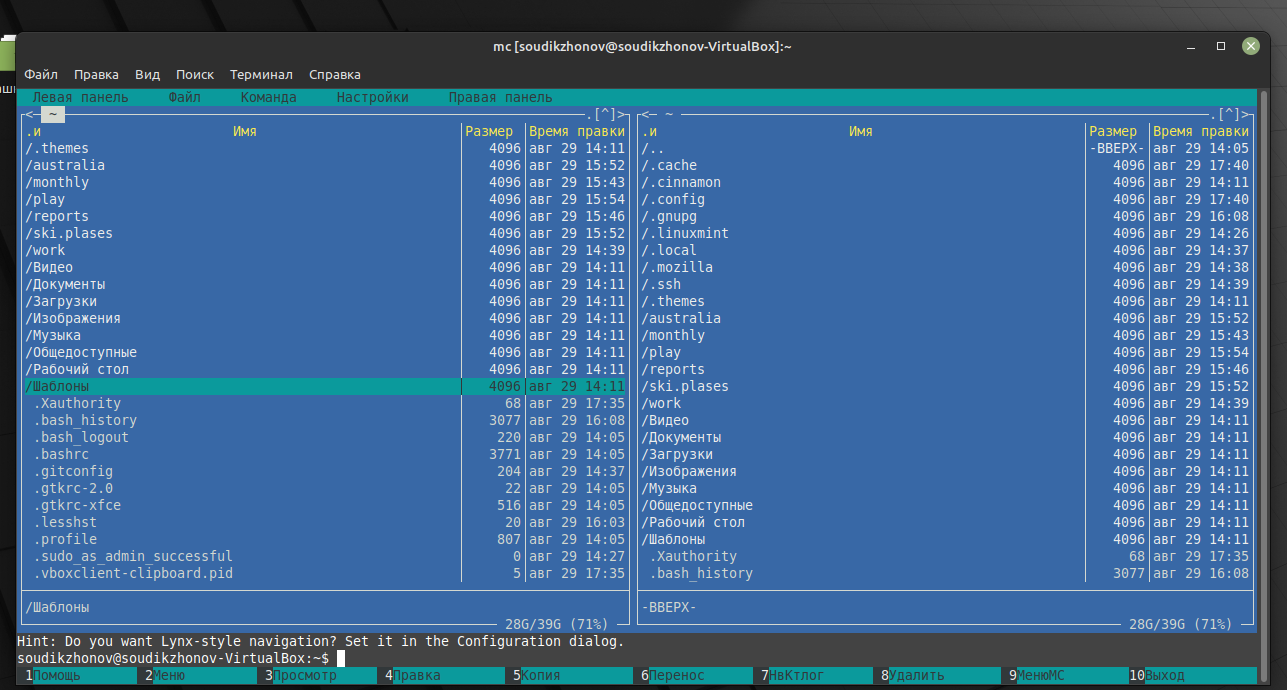 mc [soudikzhonov@soudikzhonov-VirtualBox]:~
Файл Правка Вид Поиск Терминал Справка
Левая панель Файл Команда Настройки Правая панель
<─ ~ .[^]>
.и Имя Размер Время правки
/.themes 4096 авг 29 14:11
/australia 4096 авг 29 15:52
/monthly 4096 авг 29 15:43
/play 4096 авг 29 15:54
/reports 4096 авг 29 15:46
/ski.plases 4096 авг 29 15:52
/work 4096 авг 29 14:39
/Видео 4096 авг 29 14:11
/Документы 4096 авг 29 14:11
/Загрузки 4096 авг 29 14:11
/Изображения 4096 авг 29 14:11
/Музыка 4096 авг 29 14:11
/Общедоступные 4096 авг 29 14:11
/Рабочий стол 4096 авг 29 14:11
/Шаблоны 4096 авг 29 14:11
.Xauthority 68 авг 29 17:35
.bash_history 3077 авг 29 16:08
.bash_logout 220 авг 29 14:05
.bashrc 3771 авг 29 14:05
.gitconfig 204 авг 29 14:37
.gtkrc-2.0 22 авг 29 14:05
.gtkrc-xfce 516 авг 29 14:05
.lesshst 20 авг 29 16:03
.profile 807 авг 29 14:05
.sudo_as_admin_successful 0 авг 29 14:27
.vboxclient-clipboard.pid 5 авг 29 17:35
/Шаблоны
28G/39G (71%)
<─ ~ .[^]>
.и Имя Размер Время правки
/.. -ВВЕРХ- авг 29 14:05
/.cache 4096 авг 29 17:40
/.cinnamon 4096 авг 29 14:11
/.config 4096 авг 29 17:40
/.gnupg 4096 авг 29 16:08
/.linuxmint 4096 авг 29 14:26
/.local 4096 авг 29 14:37
/.mozilla 4096 авг 29 14:38
/.ssh 4096 авг 29 14:39
/.themes 4096 авг 29 14:11
/australia 4096 авг 29 15:52
/monthly 4096 авг 29 15:43
/play 4096 авг 29 15:54
/reports 4096 авг 29 15:46
/ski.plases 4096 авг 29 15:52
/work 4096 авг 29 14:39
/Видео 4096 авг 29 14:11
/Документы 4096 авг 29 14:11
/Загрузки 4096 авг 29 14:11
/Изображения 4096 авг 29 14:11
/Музыка 4096 авг 29 14:11
/Общедоступные 4096 авг 29 14:11
/Рабочий стол 4096 авг 29 14:11
/Шаблоны 4096 авг 29 14:11
.Xauthority 68 авг 29 17:35
.bash_history 3077 авг 29 16:08
-ВВЕРХ-
28G/39G (71%)
Hint: Do you want Lynx-style navigation? Set it in the Configuration dialog.
soudikzhonov@soudikzhonov-VirtualBox:~$
1Помощь 2Меню 3Просмотр 4Правка 5Копия 6Перенос 7НвКтлог 8Удалить 9МенюМС 10Выход